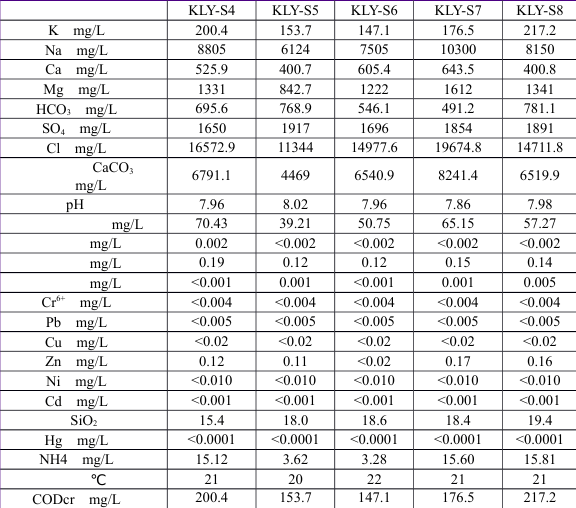 KLY-S4 KLY-S5 KLY-S6 KLY-S7 KLY-S8
K mg/L 200.4 153.7 147.1 176.5 217.2
Na mg/L 8805 6124 7505 10300 8150
Ca mg/L 525.9 400.7 605.4 643.5 400.8
Mg mg/L 1331 842.7 1222 1612 1341
HCO₃ mg/L 695.6 768.9 546.1 491.2 781.1
SO₄ mg/L 1650 1917 1696 1854 1891
Cl mg/L 16572.9 11344 14977.6 19674.8 14711.8
CaCO₃
mg/L 6791.1 4469 6540.9 8241.4 6519.9
pH 7.96 8.02 7.96 7.86 7.98
mg/L 70.43 39.21 50.75 65.15 57.27
mg/L 0.002 <0.002 <0.002 <0.002 <0.002
mg/L 0.19 0.12 0.12 0.15 0.14
mg/L <0.001 0.001 <0.001 0.001 0.005
Cr⁶⁺ mg/L <0.004 <0.004 <0.004 <0.004 <0.004
Pb mg/L <0.005 <0.005 <0.005 <0.005 <0.005
Cu mg/L <0.02 <0.02 <0.02 <0.02 <0.02
Zn mg/L 0.12 0.11 <0.02 0.17 0.16
Ni mg/L <0.010 <0.010 <0.010 <0.010 <0.010
Cd mg/L <0.001 <0.001 <0.001 <0.001 <0.001
SiO₂ 15.4 18.0 18.6 18.4 19.4
Hg mg/L <0.0001 <0.0001 <0.0001 <0.0001 <0.0001
NH4 mg/L 15.12 3.62 3.28 15.60 15.81
℃ 21 20 22 21 21
CODcr mg/L 200.4 153.7 147.1 176.5 217.2